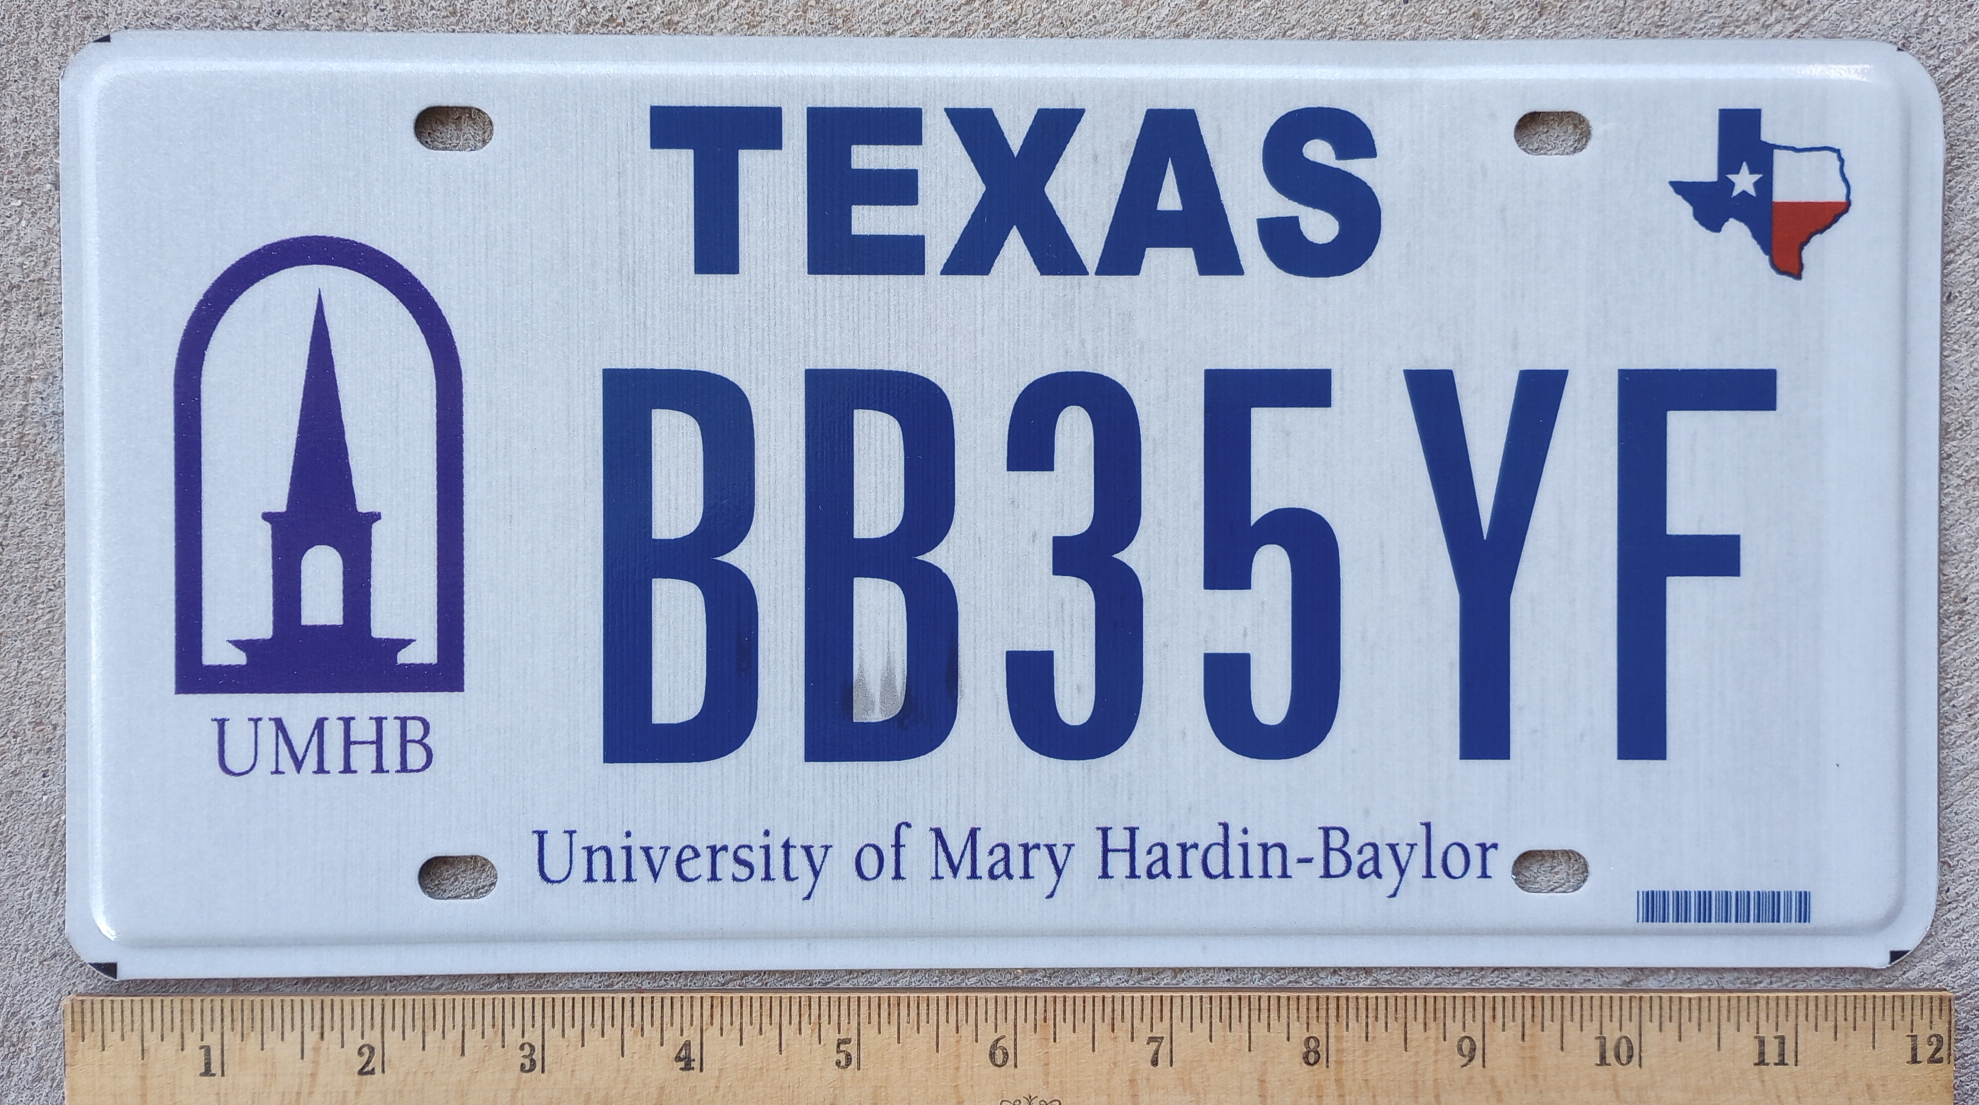 TEXAS
BB35YF
UMHB
University of Mary Hardin-Baylor
1 2 3 4 5 6 7 8 9 10 11 12